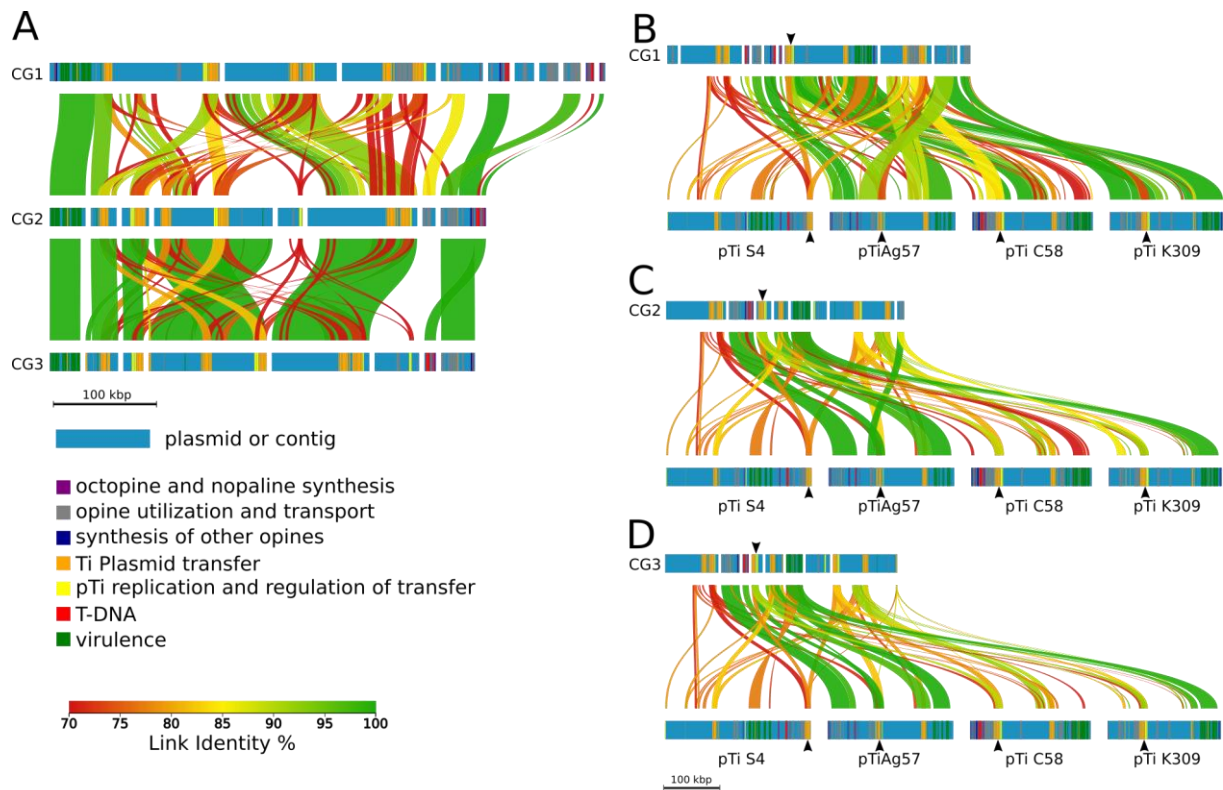 A
CG1
CG2
CG3
100 kbp
plasmid or contig
octopine and nopaline synthesis
opine utilization and transport
synthesis of other opines
Ti Plasmid transfer
pTi replication and regulation of transfer
T-DNA
virulence
70 75 80 85 90 95 100
Link Identity %
B
CG1
pTi S4 pTiAg57 pTi C58 pTi K309
C
CG2
pTi S4 pTiAg57 pTi C58 pTi K309
D
CG3
pTi S4 pTiAg57 pTi C58 pTi K309
100 kbp